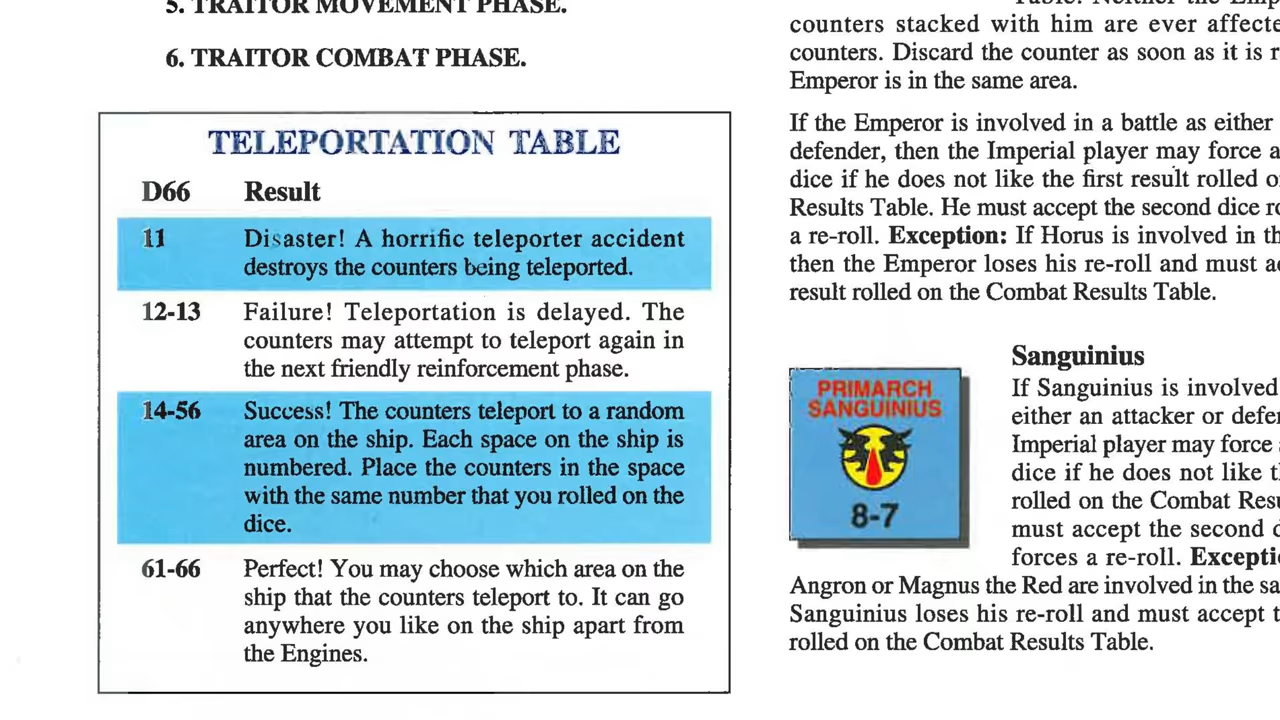 5. TRAITOR MOVEMENT PHASE.
6. TRAITOR COMBAT PHASE.
TELEPORTATION TABLE
D66 Result
11 Disaster! A horrific teleporter accident
destroys the counters being teleported.
12-13 Failure! Teleportation is delayed. The
counters may attempt to teleport again in
the next friendly reinforcement phase.
14-56 Success! The counters teleport to a random
area on the ship. Each space on the ship is
numbered. Place the counters in the space
with the same number that you rolled on the
dice.
61-66 Perfect! You may choose which area on the
ship that the counters teleport to. It can go
anywhere you like on the ship apart from
the Engines.
Table. Neither the
counters stacked with him are ever
counters. Discard the counter as soon as it is
Emperor is in the same area.
If the Emperor is involved in a battle as either
defender, then the Imperial player may force a
dice if he does not like the first result rolled
Results Table. He must accept the second dice
a re-roll. Exception: If Horus is involved in
then the Emperor loses his re-roll and must
result rolled on the Combat Results Table.
PRIMARCH
SANGUINIUS
8-7
Sanguinius
If Sanguinius is involved
either an attacker or
Imperial player may force
dice if he does not like
rolled on the Combat
must accept the second
forces a re-roll.
Angron or Magnus the Red are involved in the
Sanguinius loses his re-roll and must accept
rolled on the Combat Results Table.